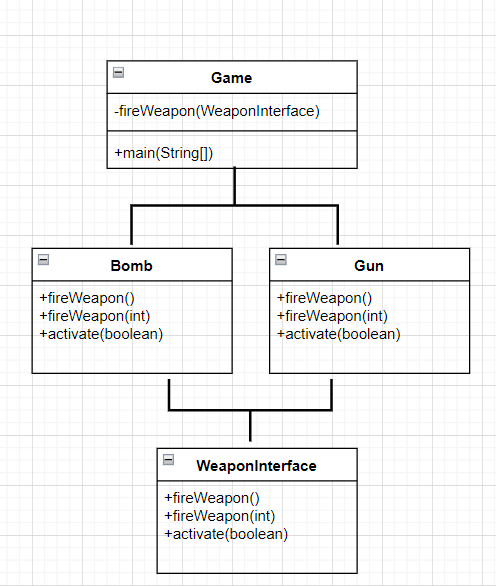 Game
-fireWeapon(WeaponInterface)
+main(String[])
Bomb
+fireWeapon()
+fireWeapon(int)
+activate(boolean)
Gun
+fireWeapon()
+fireWeapon(int)
+activate(boolean)
WeaponInterface
+fireWeapon()
+fireWeapon(int)
+activate(boolean)